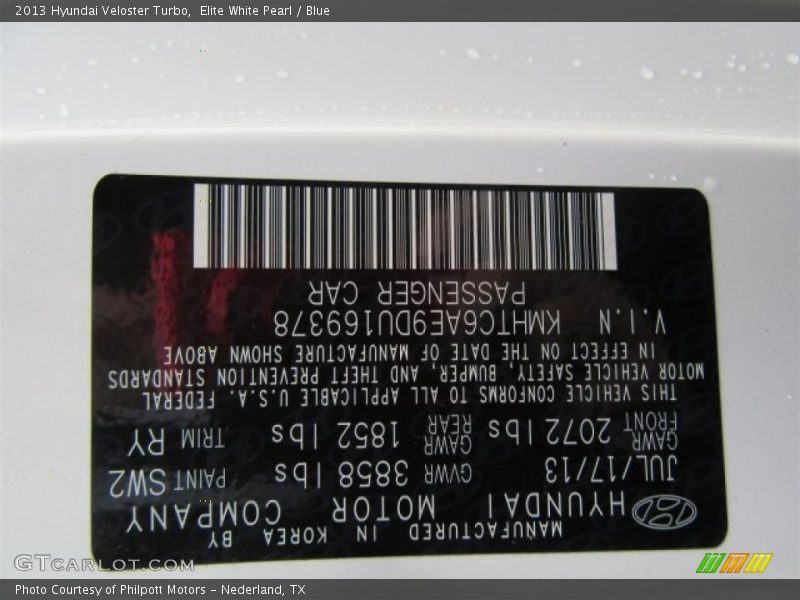 2013 Hyundai Veloster Turbo, Elite White Pearl / Blue
MANUFACTURED IN KOREA BY
HYUNDAI MOTOR COMPANY
JUL/17/13 GVWR 3858 lbs PAINT SW2
GAWR FRONT 2072 lbs GAWR REAR 1852 lbs TRIM RY
THIS VEHICLE CONFORMS TO ALL APPLICABLE U.S.A. FEDERAL
MOTOR VEHICLE SAFETY, BUMPER, AND THEFT PREVENTION STANDARDS
IN EFFECT ON THE DATE OF MANUFACTURE SHOWN ABOVE
V.I.N KMHTC6AE9DU169378
PASSENGER CAR
GTCARLOT.COM
Photo Courtesy of Philpott Motors – Nederland, TX